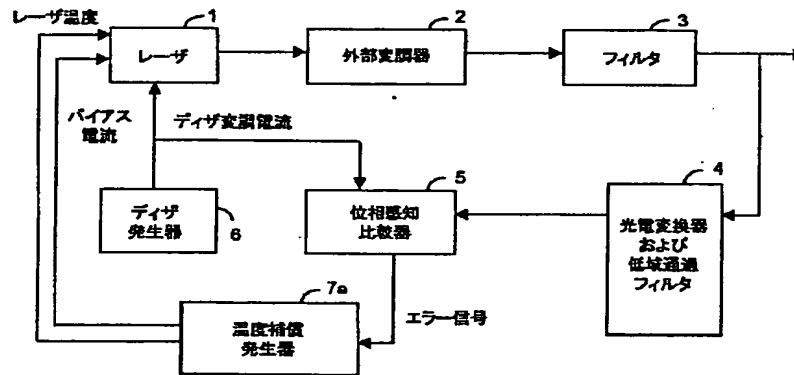 レーザ温度
1
レーザ
2
外部変調器
3
フィルタ
バイアス
電流
ディザ変調電流
ディザ
発生器
6
5
位相感知
比較器
4
光電変換器
および
低域通過
フィルタ
7a
温度補償
発生器
エラー信号